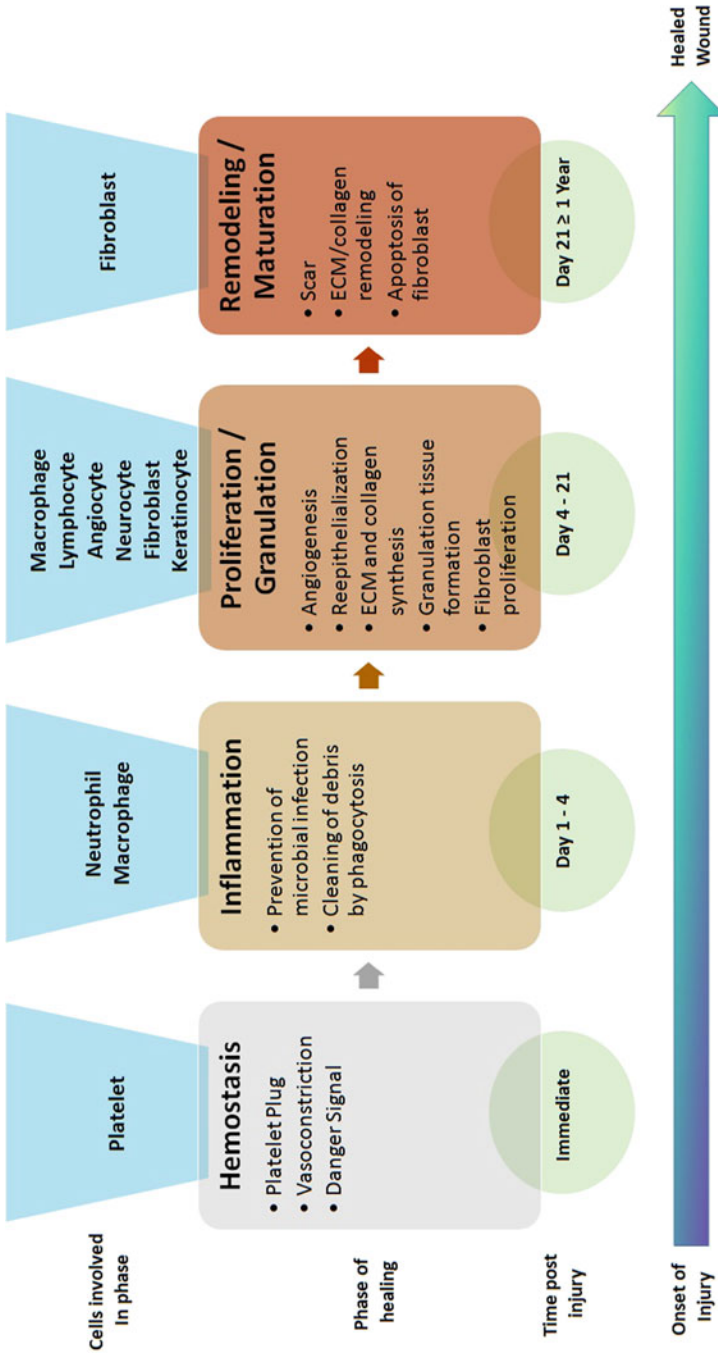 Cells involved
In phase
Platelet
Neutrophil
Macrophage
Macrophage
Lymphocyte
Angiocyte
Neurocyte
Fibroblast
Keratinocyte
Fibroblast
Phase of
healing
Hemostasis
• Platelet Plug
• Vasoconstriction
• Danger Signal
Inflammation
• Prevention of
microbial infection
• Cleaning of debris
by phagocytosis
Proliferation /
Granulation
• Angiogenesis
• Reepithelialization
• ECM and collagen
synthesis
• Granulation tissue
formation
• Fibroblast
proliferation
Remodeling /
Maturation
• Scar
• ECM/collagen
remodeling
• Apoptosis of
fibroblast
Time post
injury
Immediate
Day 1 - 4
Day 4 - 21
Day 21 ≥ 1 Year
Onset of
Injury
Healed
Wound